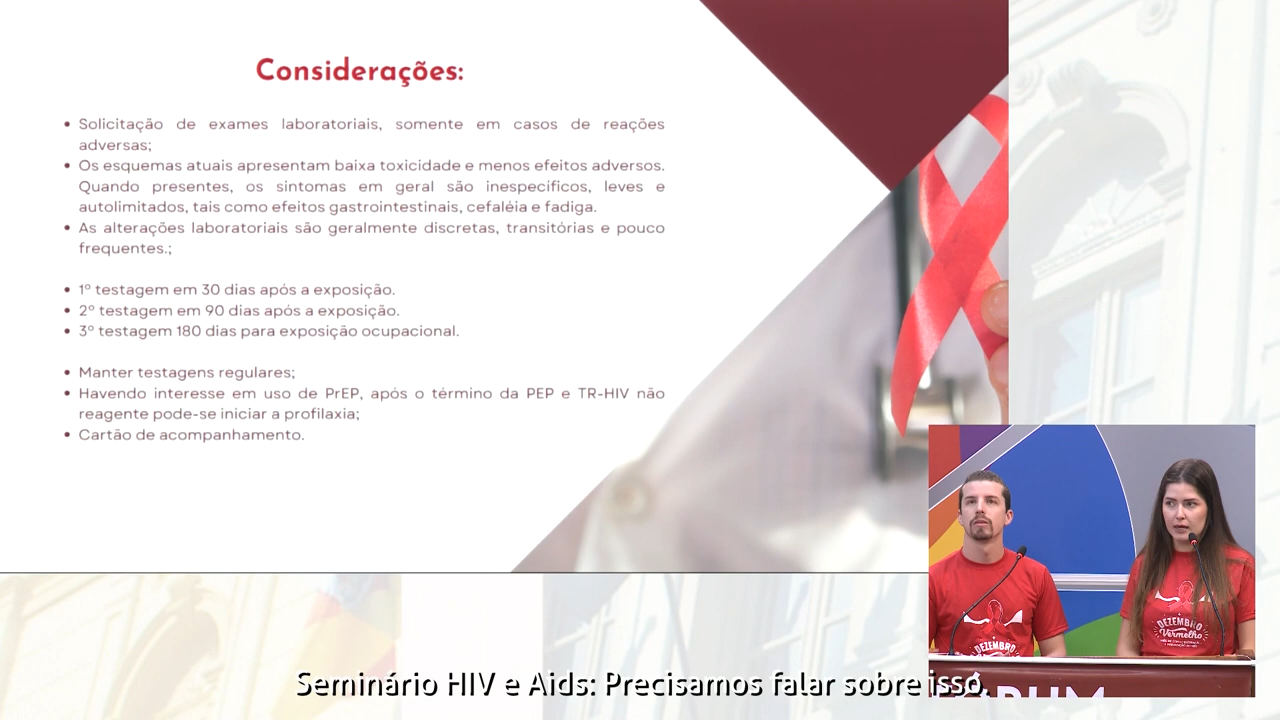 Considerações:
Solicitação de exames laboratoriais, somente em casos de reações
adversas;
Os esquemas atuais apresentam baixa toxicidade e menos efeitos adversos.
Quando presentes, os sintomas em geral são inespecíficos, leves e
autolimitados, tais como efeitos gastrointestinais, cefaléia e fadiga.
As alterações laboratoriais são geralmente discretas, transitórias e pouco
frequentes.;
1º testagem em 30 dias após a exposição.
2º testagem em 90 dias após a exposição.
3º testagem 180 dias para exposição ocupacional.
Manter testagens regulares;
Havendo interesse em uso de PrEP, após o término da PEP e TR-HIV não
reagente pode-se iniciar a profilaxia;
Cartão de acompanhamento.
DEZEMBRO
DEZEMBRO
Vermelho
Seminário HIV e Aids: Precisamos falar sobre isso.